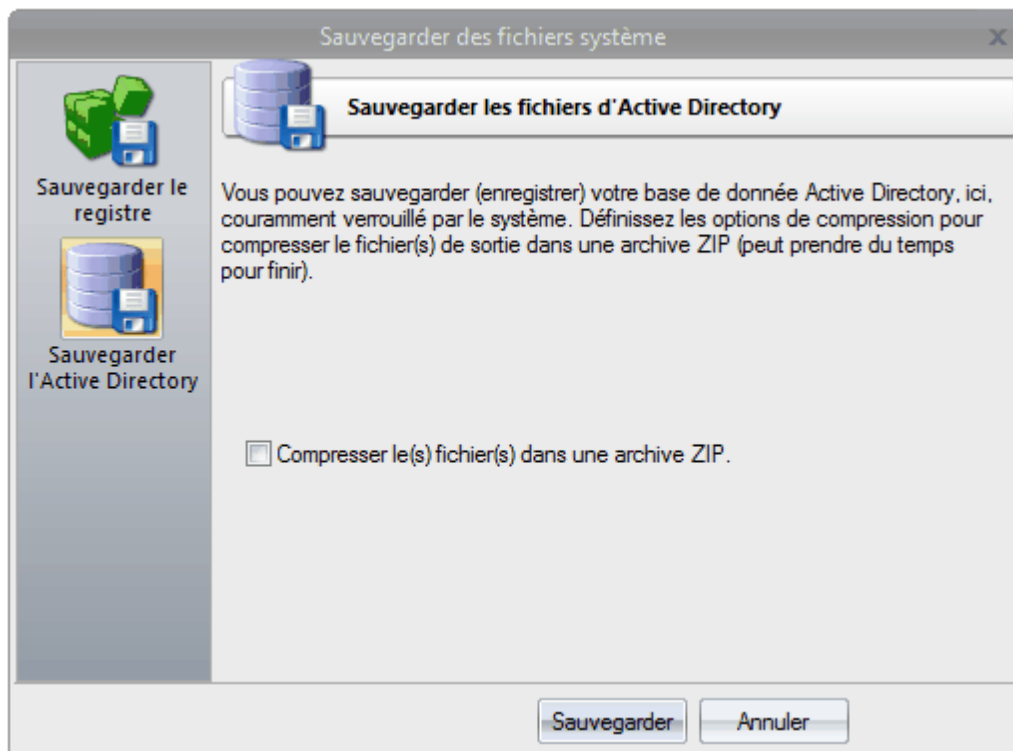 Sauvegarder des fichiers système
x
Sauvegarder le
registre
Sauvegarder
l'Active Directory
Sauvegarder les fichiers d'Active Directory
Vous pouvez sauvegarder (enregistrer) votre base de donnée Active Directory, ici,
couramment verrouillé par le système. Définissez les options de compression pour
compresser le fichier(s) de sortie dans une archive ZIP (peut prendre du temps
pour finir).
Compresser le(s) fichier(s) dans une archive ZIP.
Sauvegarder
Annuler